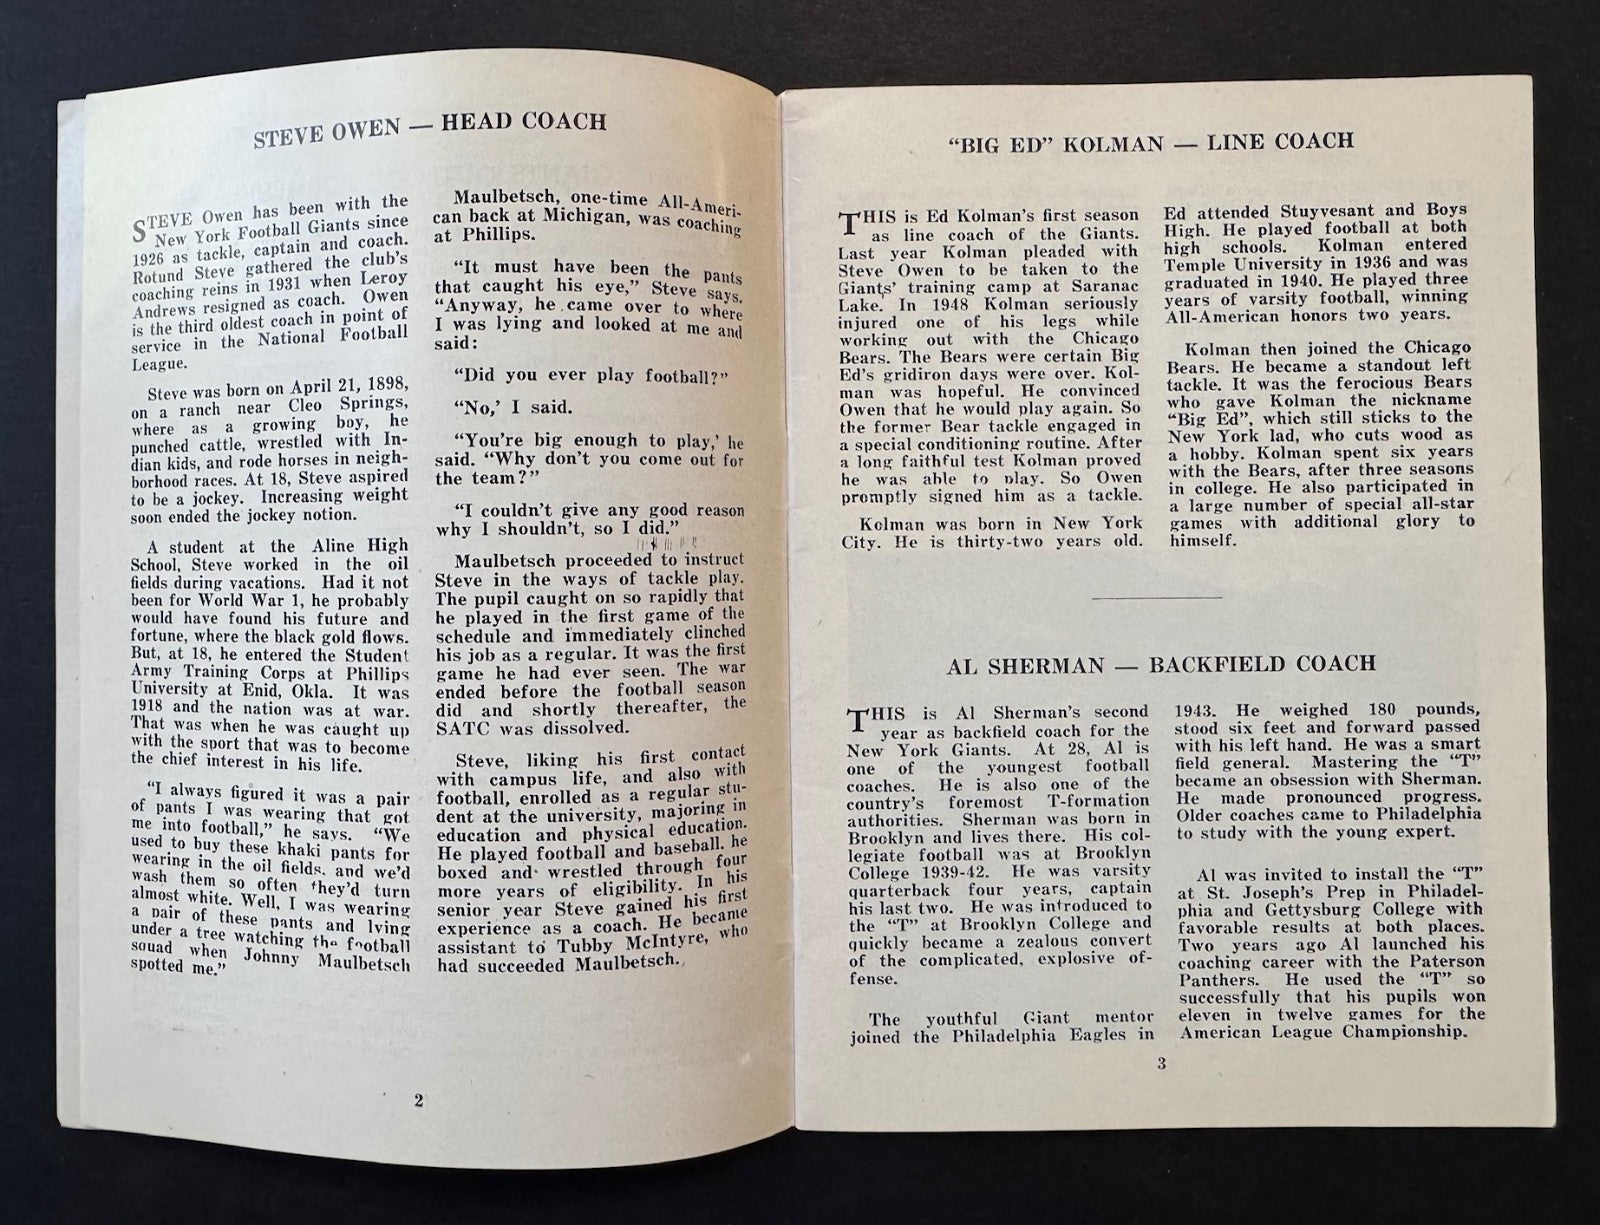 STEVE OWEN — HEAD COACH
STEVE Owen has been with the
New York Football Giants since
1926 as tackle, captain and coach.
Rotund Steve gathered the club's
coaching reins in 1931 when Leroy
Andrews resigned as coach. Owen
is the third oldest coach in point of
service in the National Football
League.
Steve was born on April 21, 1898,
on a ranch near Cleo Springs,
where as a growing boy, he
punched cattle, wrestled with In-
dian kids, and rode horses in neigh-
borhood races. At 18, Steve aspired
to be a jockey. Increasing weight
soon ended the jockey notion.
A student at the Aline High
School, Steve worked in the oil
fields during vacations. Had it not
been for World War 1, he probably
would have found his future and
fortune, where the black gold flows.
But, at 18, he entered the Student
Army Training Corps at Phillips
University at Enid, Okla. It was
1918 and the nation was at war.
That was when he was caught up
with the sport that was to become
the chief interest in his life.
"I always figured it was a pair
of pants I was wearing that got
me into football," he says. "We
used to buy these khaki pants for
wearing in the oil fields, and we'd
wash them so often they'd turn
almost white. Well, I was wearing
a pair of these pants and lying
under a tree watching the football
squad when Johnny Maulbetsch
spotted me."
Maulbetsch, one-time All-Ameri-
can back at Michigan, was coaching
at Phillips.
"It must have been the pants
that caught his eye," Steve says.
"Anyway, he came over to where
I was lying and looked at me and
said:
"Did you ever play football?"
"No,' I said.
"You're big enough to play,' he
said. "Why don't you come out for
the team?"
"I couldn't give any good reason
why I shouldn't, so I did."
Maulbetsch proceeded to instruct
Steve in the ways of tackle play.
The pupil caught on so rapidly that
he played in the first game of the
schedule and immediately clinched
his job as a regular. It was the first
game he had ever seen. The war
ended before the football season
did and shortly thereafter, the
SATC was dissolved.
Steve, liking his first contact
with campus life, and also with
football, enrolled as a regular stu-
dent at the university, majoring in
education and physical education.
He played football and baseball. he
boxed and wrestled through four
more years of eligibility. In his
senior year Steve gained his first
experience as a coach. He became
assistant to Tubby McIntyre, who
had succeeded Maulbetsch.
2
"BIG ED" KOLMAN — LINE COACH
THIS is Ed Kolman's first season
as line coach of the Giants.
Last year Kolman pleaded with
Steve Owen to be taken to the
Giants' training camp at Saranac
Lake. In 1948 Kolman seriously
injured one of his legs while
working out with the Chicago
Bears. The Bears were certain Big
Ed's gridiron days were over. Kol-
man was hopeful. He convinced
Owen that he would play again. So
the former Bear tackle engaged in
a special conditioning routine. After
a long faithful test Kolman proved
he was able to play. So Owen
promptly signed him as a tackle.
Kolman was born in New York
City. He is thirty-two years old.
Ed attended Stuyvesant and Boys
High. He played football at both
high schools. Kolman entered
Temple University in 1936 and was
graduated in 1940. He played three
years of varsity football, winning
All-American honors two years.
Kolman then joined the Chicago
Bears. He became a standout left
tackle. It was the ferocious Bears
who gave Kolman the nickname
"Big Ed", which still sticks to the
New York lad, who cuts wood as
a hobby. Kolman spent six years
with the Bears, after three seasons
in college. He also participated in
a large number of special all-star
games with additional glory to
himself.
AL SHERMAN — BACKFIELD COACH
THIS is Al Sherman's second
year as backfield coach for the
New York Giants. At 28, Al is
one of the youngest football
coaches. He is also one of the
country's foremost T-formation
authorities. Sherman was born in
Brooklyn and lives there. His col-
legiate football was at Brooklyn
College 1939-42. He was varsity
quarterback four years, captain
his last two. He was introduced to
the "T" at Brooklyn College and
quickly became a zealous convert
of the complicated, explosive of-
fense.
The youthful Giant mentor
joined the Philadelphia Eagles in
1943. He weighed 180 pounds,
stood six feet and forward passed
with his left hand. He was a smart
field general. Mastering the "T"
became an obsession with Sherman.
He made pronounced progress.
Older coaches came to Philadelphia
to study with the young expert.
Al was invited to install the "T"
at St. Joseph's Prep in Philadel-
phia and Gettysburg College with
favorable results at both places.
Two years ago Al launched his
coaching career with the Paterson
Panthers. He used the "T" so
successfully that his pupils won
eleven in twelve games for the
American League Championship.
3